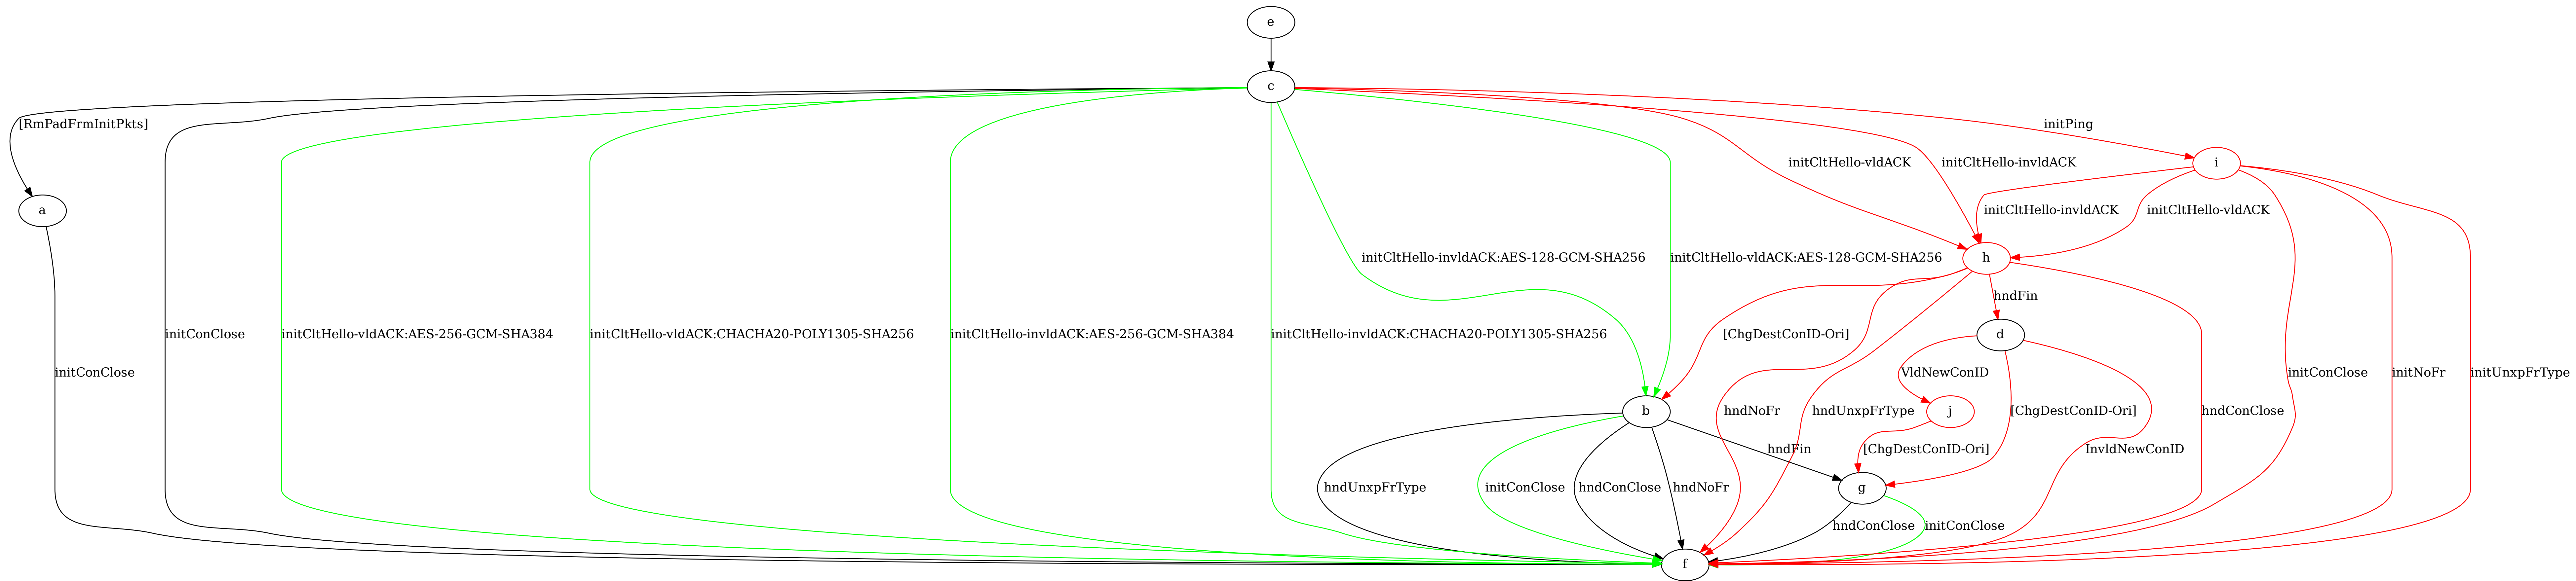 e
c
[RmPadFrmInitPkts]
initPing
initCltHello-vldACK
initCltHello-invldACK
i
a
initCltHello-invldACK
initCltHello-vldACK
initCltHello-invldACK:AES-128-GCM-SHA256
initCltHello-vldACK:AES-128-GCM-SHA256
h
hndFin
initConClose
initCltHello-vldACK:AES-256-GCM-SHA384
initCltHello-vldACK:CHACHA20-POLY1305-SHA256
initCltHello-invldACK:AES-256-GCM-SHA384
initCltHello-invldACK:CHACHA20-POLY1305-SHA256
[ChgDestConID-Ori]
d
initConClose
VldNewConID
initConClose
initNoFr
initUnxpFrType
b
hndNoFr
hndUnxpFrType
j
[ChgDestConID-Ori]
hndConClose
hndFin
[ChgDestConID-Ori]
InvldNewConID
hndUnxpFrType
initConClose
hndConClose
hndNoFr
g
hndConClose
initConClose
f